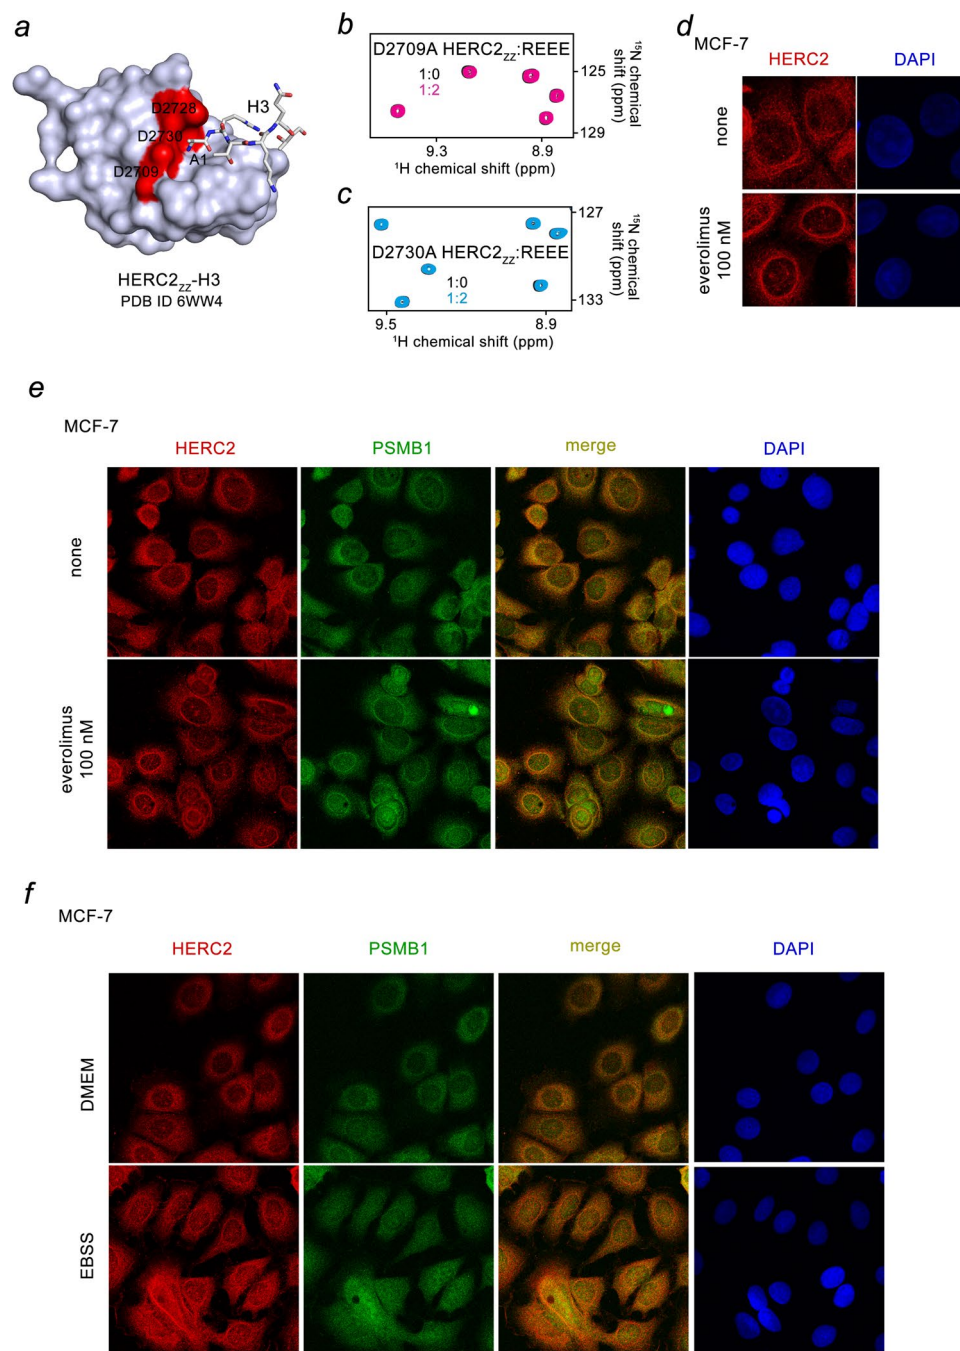 a
D2728
H3
D2730
A1
D2709
HERC2ZZ-H3
PDB ID 6WW4
b
D2709A HERC2ZZ:REEE
1:0
1:2
125
129
15N chemical
shift (ppm)
9.3
8.9
1H chemical shift (ppm)
c
127
D2730A HERC2ZZ:REEE
1:0
1:2
133
15N chemical
shift (ppm)
9.5
8.9
1H chemical shift (ppm)
d
MCF-7
HERC2
DAPI
none
everolimus
100 nM
e
MCF-7
HERC2
PSMB1
merge
DAPI
none
everolimus
100 nM
f
MCF-7
HERC2
PSMB1
merge
DAPI
DMEM
EBSS